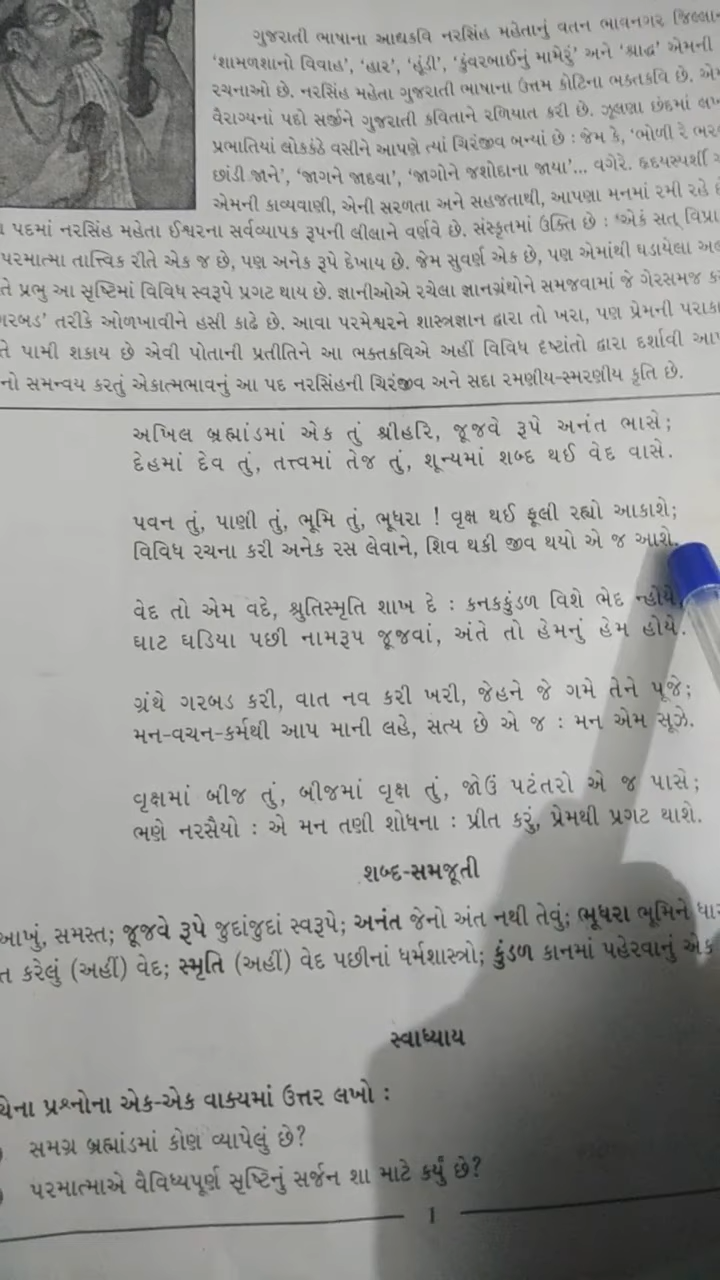 ગુજરાતી ભાષાના આદ્યકવિ નરસિંહ મહેતાનું વતન ભાવનગર
'શામળશાનો વિવાહ', 'હાર', 'હૂંડી', 'કુંવરબાઈનું મામેરું' અને 'શ્રાદ્ધ' એમની
રચનાઓ છે. નરસિંહ મહેતા ગુજરાતી ભાષાના ઉત્તમ કોટિના ભક્તકવિ છે.
વૈરાગ્યનાં પદો સર્જીને ગુજરાતી કવિતાને રળિયાત કરી છે. ઝૂલણા છંદમાં
પ્રભાતિયાં લોકકંઠે વસીને આપણે ત્યાં ચિરંજીવ બન્યાં છે : જેમ કે, 'ભોળી રે
છાંડી જાને', 'જાગને જાદવા', 'જાગોને જશોદાના જાયા'... વગેરે. હૃદયસ્પર્શી
એમની કાવ્યવાણી, એની સરળતા અને સહજતાથી, આપણા મનમાં રમી રહે
પદમાં નરસિંહ મહેતા ઈશ્વરના સર્વવ્યાપક રૂપની લીલાને વર્ણવે છે. સંસ્કૃતમાં ઉક્તિ છે : 'એકં સત્ વિપ્રા
પરમાત્મા તાત્ત્વિક રીતે એક જ છે, પણ અનેક રૂપે દેખાય છે. જેમ સુવર્ણ એક છે, પણ એમાંથી ઘડાયેલા
તે પ્રભુ આ સૃષ્ટિમાં વિવિધ સ્વરૂપે પ્રગટ થાય છે. જ્ઞાનીઓએ રચેલા જ્ઞાનગ્રંથોને સમજવામાં જે ગેરસમજ
ગરબડ' તરીકે ઓળખાવીને હસી કાઢે છે. આવા પરમેશ્વરને શાસ્ત્રજ્ઞાન દ્વારા તો ખરા, પણ પ્રેમની
તે પામી શકાય છે એવી પોતાની પ્રતીતિને આ ભક્તકવિએ અહીં વિવિધ દૃષ્ટાંતો દ્વારા દર્શાવી
નો સમન્વય કરતું એકાત્મભાવનું આ પદ નરસિંહની ચિરંજીવ અને સદા રમણીય-સ્મરણીય કૃતિ છે.
અખિલ બ્રહ્માંડમાં એક તું શ્રીહરિ, જૂજવે રૂપે અનંત ભાસે;
દેહમાં દેવ તું, તત્ત્વમાં તેજ તું, શૂન્યમાં શબ્દ થઈ વેદ વાસે.
પવન તું, પાણી તું, ભૂમિ તું, ભૂધરા ! વૃક્ષ થઈ ફૂલી રહ્યો આકાશે;
વિવિધ રચના કરી અનેક રસ લેવાને, શિવ થકી જીવ થયો એ જ આશે.
વેદ તો એમ વદે, શ્રુતિસ્મૃતિ શાખ દે : કનકકુંડળ વિશે ભેદ ન્હોયે,
ઘાટ ઘડિયા પછી નામરૂપ જૂજવાં, અંતે તો હેમનું હેમ હોયે.
ગ્રંથે ગરબડ કરી, વાત નવ કરી ખરી, જેહને જે ગમે તેને પૂજે;
મન-વચન-કર્મથી આપ માની લહે, સત્ય છે એ જ : મન એમ સૂઝે.
વૃક્ષમાં બીજ તું, બીજમાં વૃક્ષ તું, જોઉં પટંતરો એ જ પાસે;
ભણે નરસૈયો : એ મન તણી શોધના : પ્રીત કરું, પ્રેમથી પ્રગટ થાશે.
શબ્દ-સમજૂતી
આખું, સમસ્ત; જૂજવે રૂપે જુદાંજુદાં સ્વરૂપે; અનંત જેનો અંત નથી તેવું; ભૂધરા ભૂમિને
કરેલું (અહીં) વેદ; સ્મૃતિ (અહીં) વેદ પછીનાં ધર્મશાસ્ત્રો; કુંડળ કાનમાં પહેરવાનું એક
સ્વાધ્યાય
પ્રશ્નોના એક-એક વાક્યમાં ઉત્તર લખો :
સમગ્ર બ્રહ્માંડમાં કોણ વ્યાપેલું છે?
પરમાત્માએ વૈવિધ્યપૂર્ણ સૃષ્ટિનું સર્જન શા માટે કર્યું છે?
1